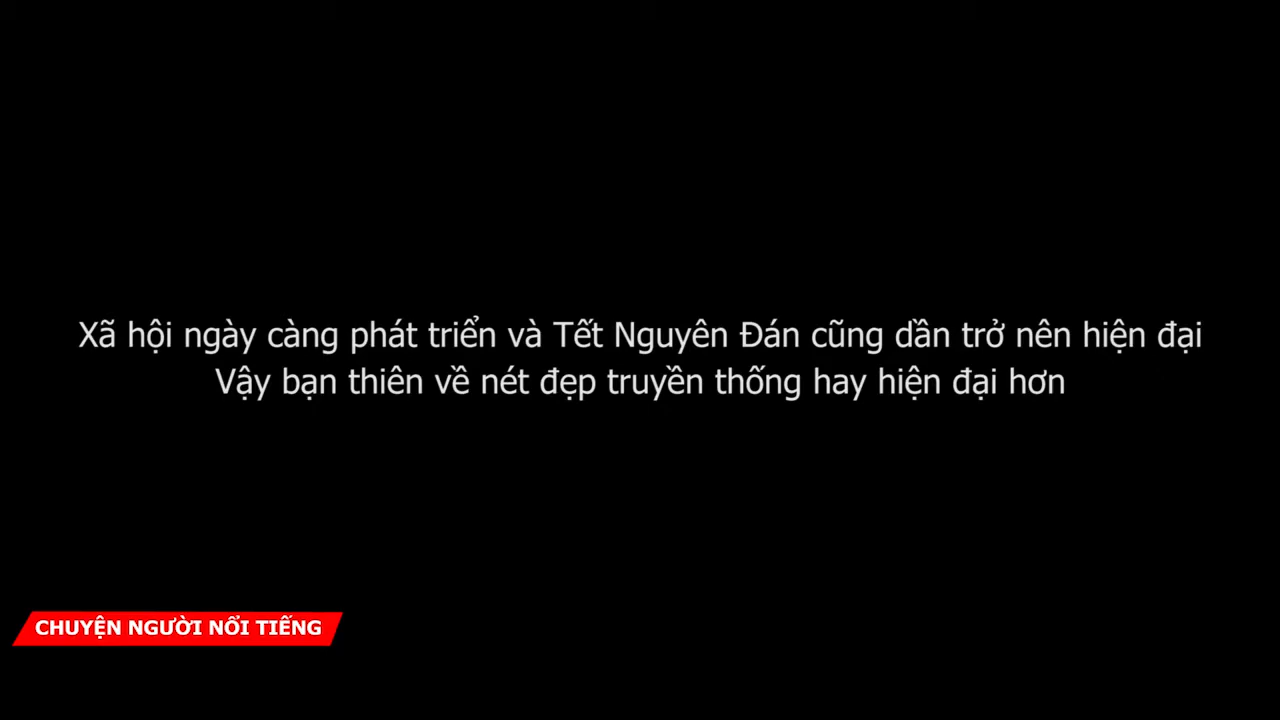 Xã hội ngày càng phát triển và Tết Nguyên Đán cũng dần trở nên hiện đại
Vậy bạn thiên về nét đẹp truyền thống hay hiện đại hơn
CHUYỆN NGƯỜI NỔI TIẾNG